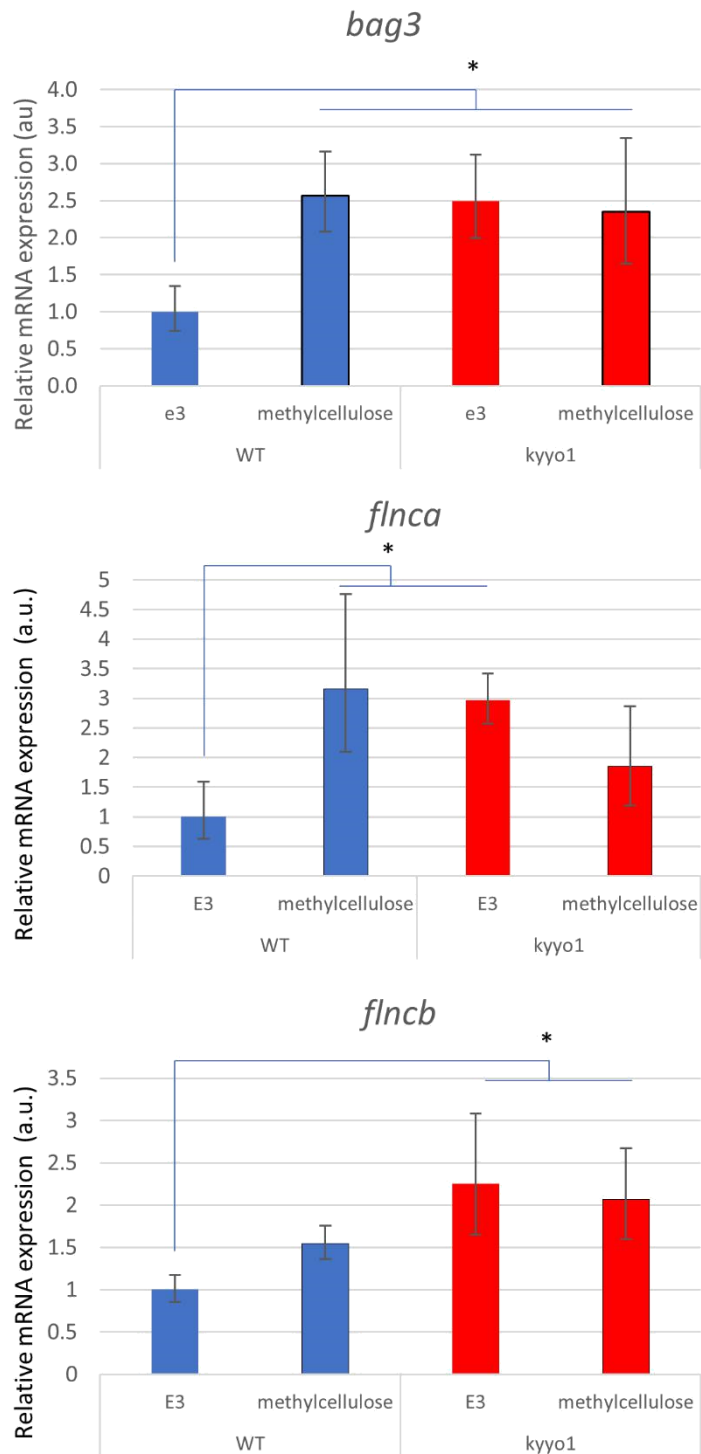 bag3
*
Relative mRNA expression (au)
4.0
3.5
3.0
2.5
2.0
1.5
1.0
0.5
0.0
e3 methylcellulose e3 methylcellulose
WT kyyo1
flnca
*
Relative mRNA expression (a.u.)
5
4.5
4
3.5
3
2.5
2
1.5
1
0.5
0
E3 methylcellulose E3 methylcellulose
WT kyyo1
flncb
*
Relative mRNA expression (a.u.)
3.5
3
2.5
2
1.5
1
0.5
0
E3 methylcellulose E3 methylcellulose
WT kyyo1